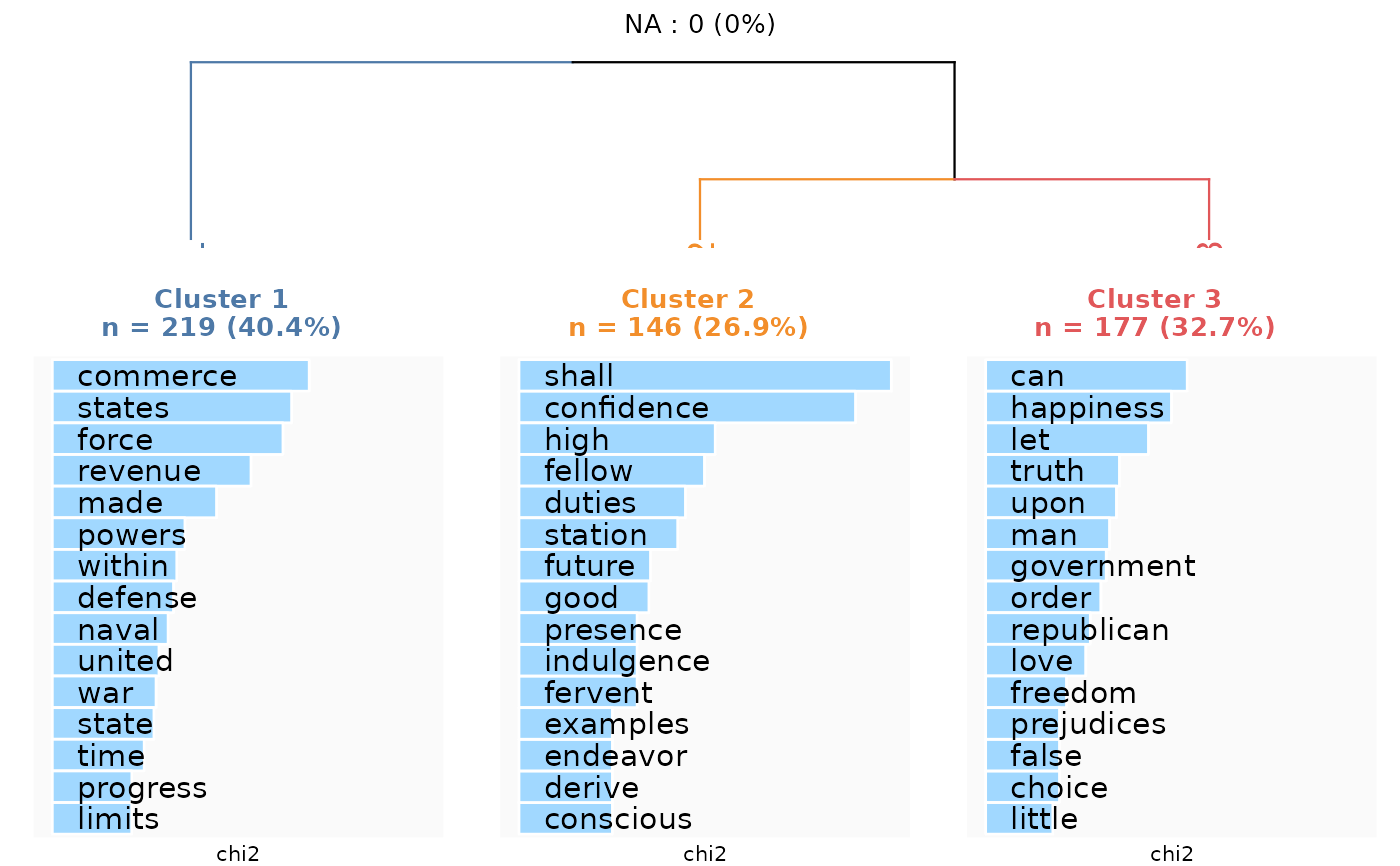 NA : 0 (0%)
Cluster 1
n = 219 (40.4%)
commerce
states
force
revenue
made
powers
within
defense
naval
united
war
state
time
progress
limits
chi2
Cluster 2
n = 146 (26.9%)
shall
confidence
high
fellow
duties
station
future
good
presence
indulgence
fervent
examples
endeavor
derive
conscious
chi2
Cluster 3
n = 177 (32.7%)
can
happiness
let
truth
upon
man
government
order
republican
love
freedom
prejudices
false
choice
little
chi2